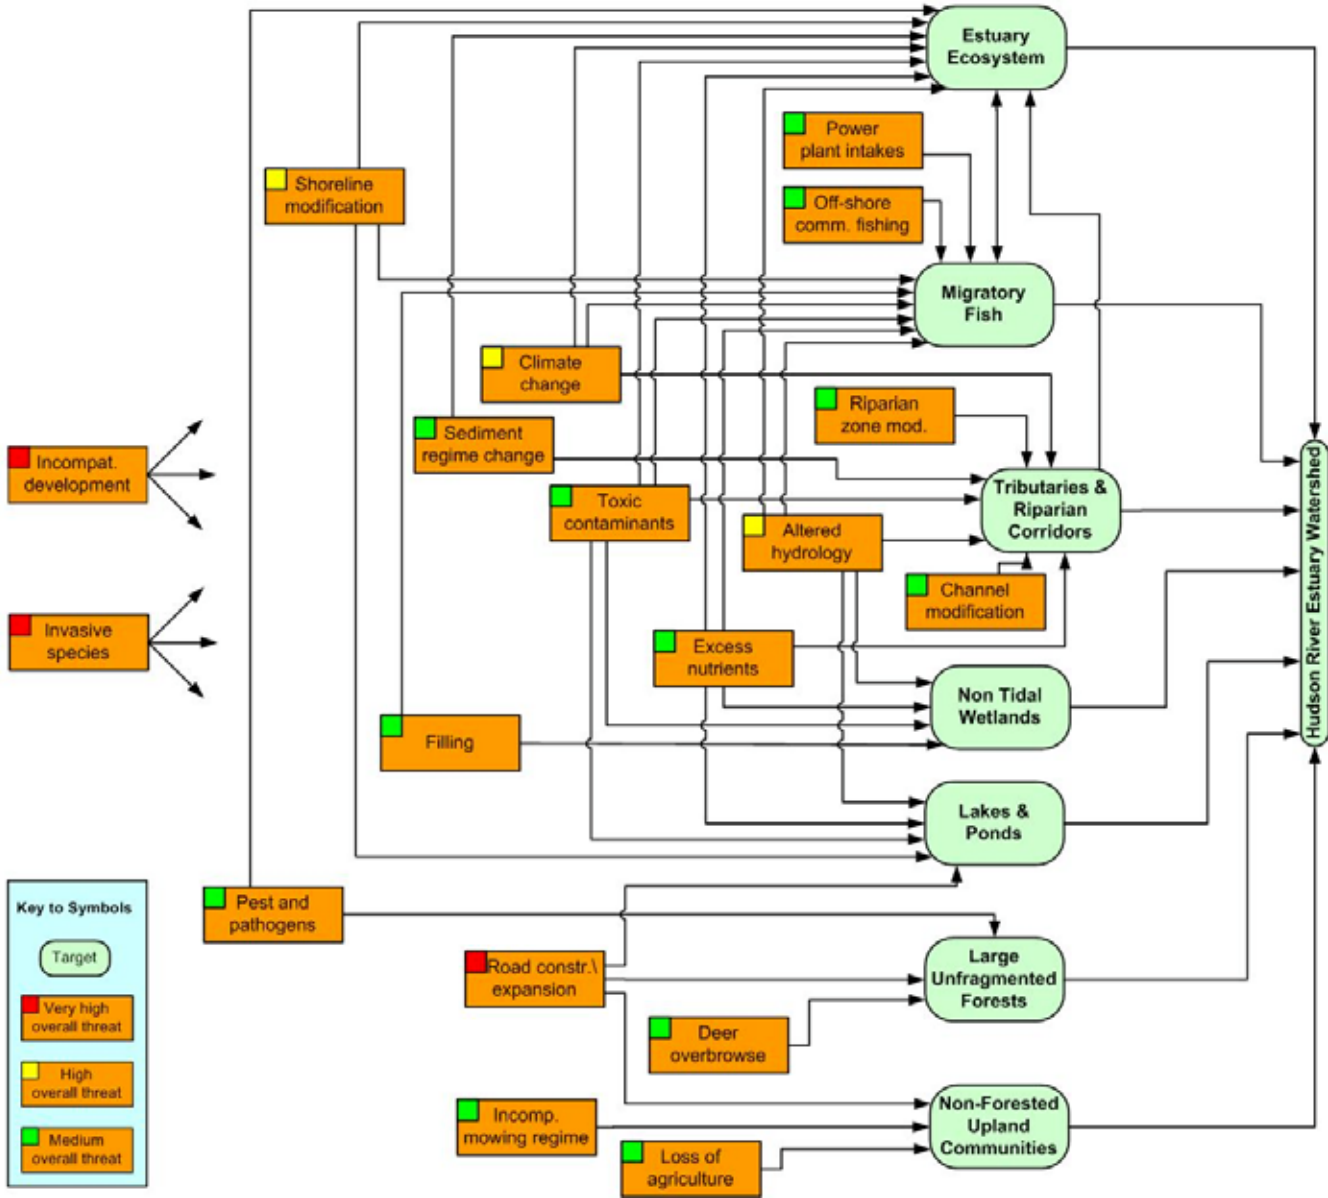 Estuary
Ecosystem
Power
plant intakes
Shoreline
modification
Off-shore
comm. fishing
Migratory
Fish
Climate
change
Riparian
zone mod.
Sediment
regime change
Incompat.
development
Tributaries &
Riparian
Corridors
Toxic
contaminants
Altered
hydrology
Hudson River Estuary Watershed
Channel
modification
Invasive
species
Excess
nutrients
Non Tidal
Wetlands
Filling
Lakes &
Ponds
Pest and
pathogens
Key to Symbols
Target
Very high
overall threat
High
overall threat
Medium
overall threat
Road constr.\
expansion
Large
Unfragmented
Forests
Deer
overbrowse
Incomp.
mowing regime
Non-Forested
Upland
Communities
Loss of
agriculture